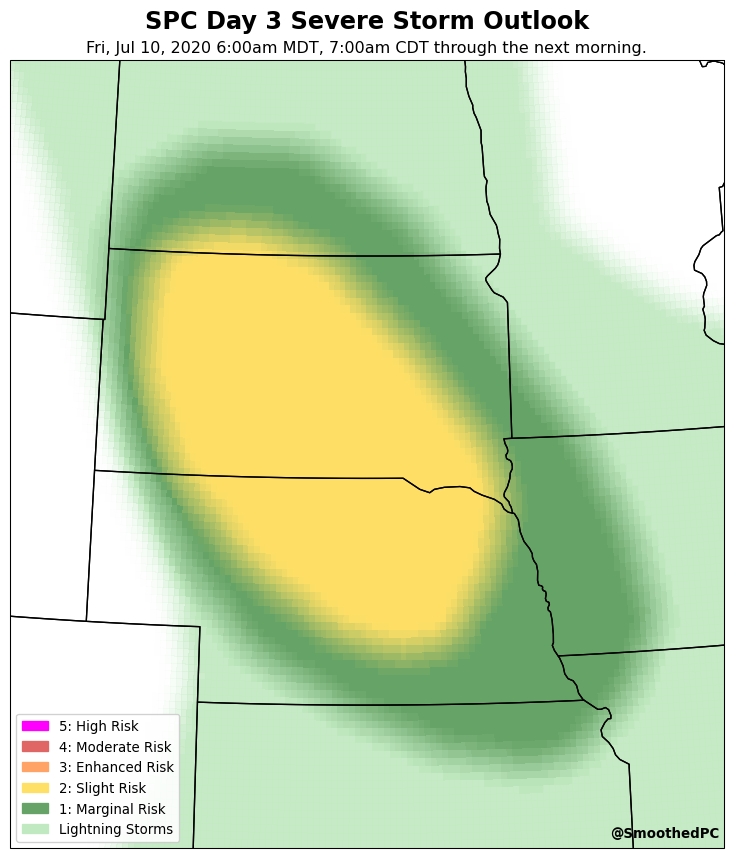 SPC Day 3 Severe Storm Outlook
Fri, Jul 10, 2020 6:00am MDT, 7:00am CDT through the next morning.
5: High Risk
4: Moderate Risk
3: Enhanced Risk
2: Slight Risk
1: Marginal Risk
Lightning Storms
@SmoothedPC